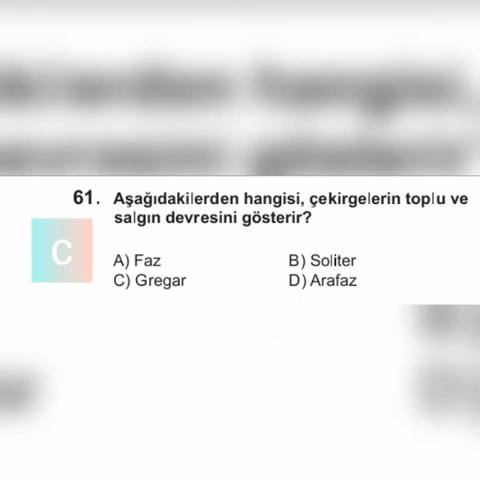 61. Aşağıdakilerden hangisi, çekirgelerin toplu ve
salgın devresini gösterir?
C
A) Faz B) Soliter
C) Gregar D) Arafaz